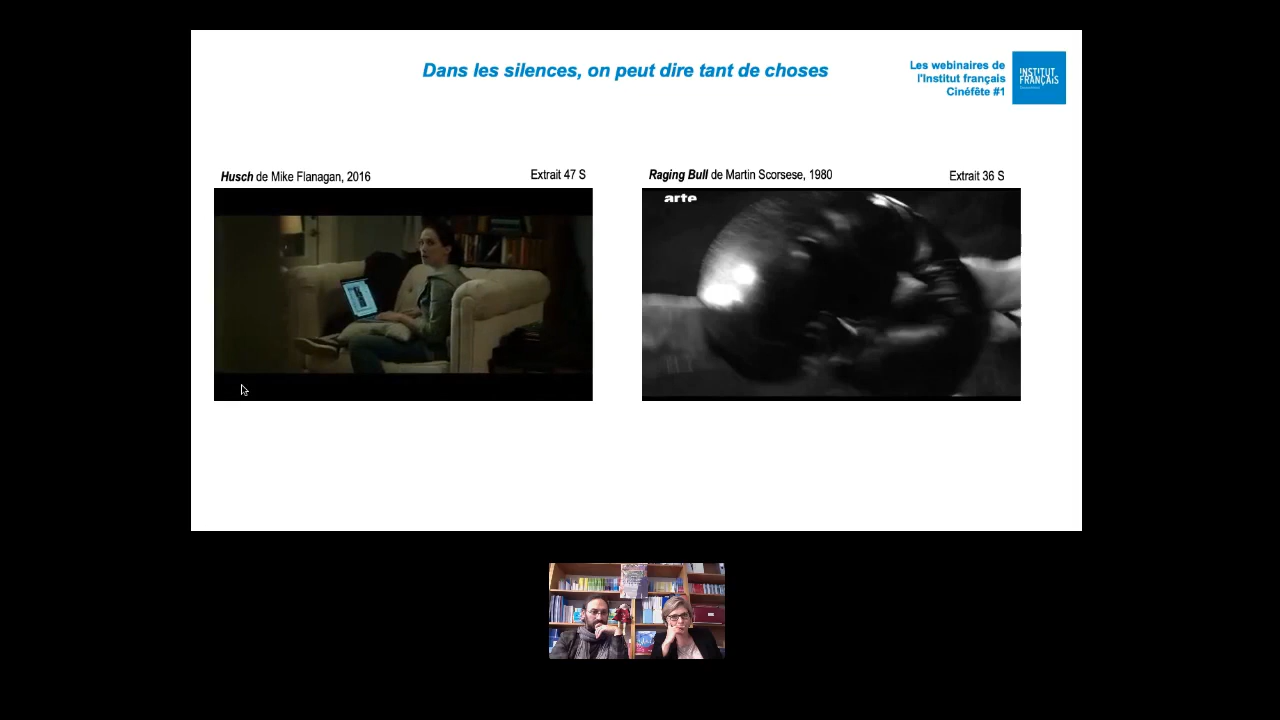 Dans les silences, on peut dire tant de choses
Les webinaires de
l'Institut français
Cinéfête #1
INSTITUT
FRANÇAIS
Husch de Mike Flanagan, 2016
Extrait 47 S
Raging Bull de Martin Scorsese, 1980
Extrait 36 S
arte